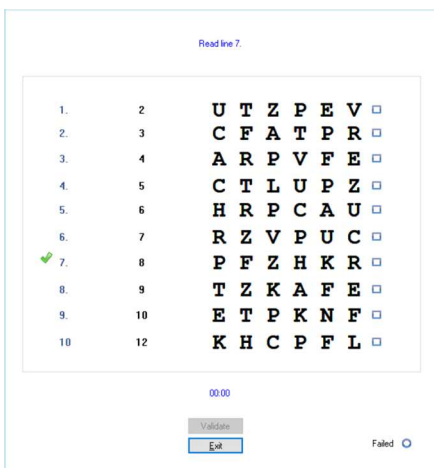 Read line 7.
1. 2 U T Z P E V
2. 3 C F A T P R
3. 4 A R P V F E
4. 5 C T L U P Z
5. 6 H R P C A U
6. 7 R Z V P U C
7. 8 P F Z H K R
8. 9 T Z K A F E
9. 10 E T P K N F
10 12 K H C P F L
00:00
Validate
Exit
Failed